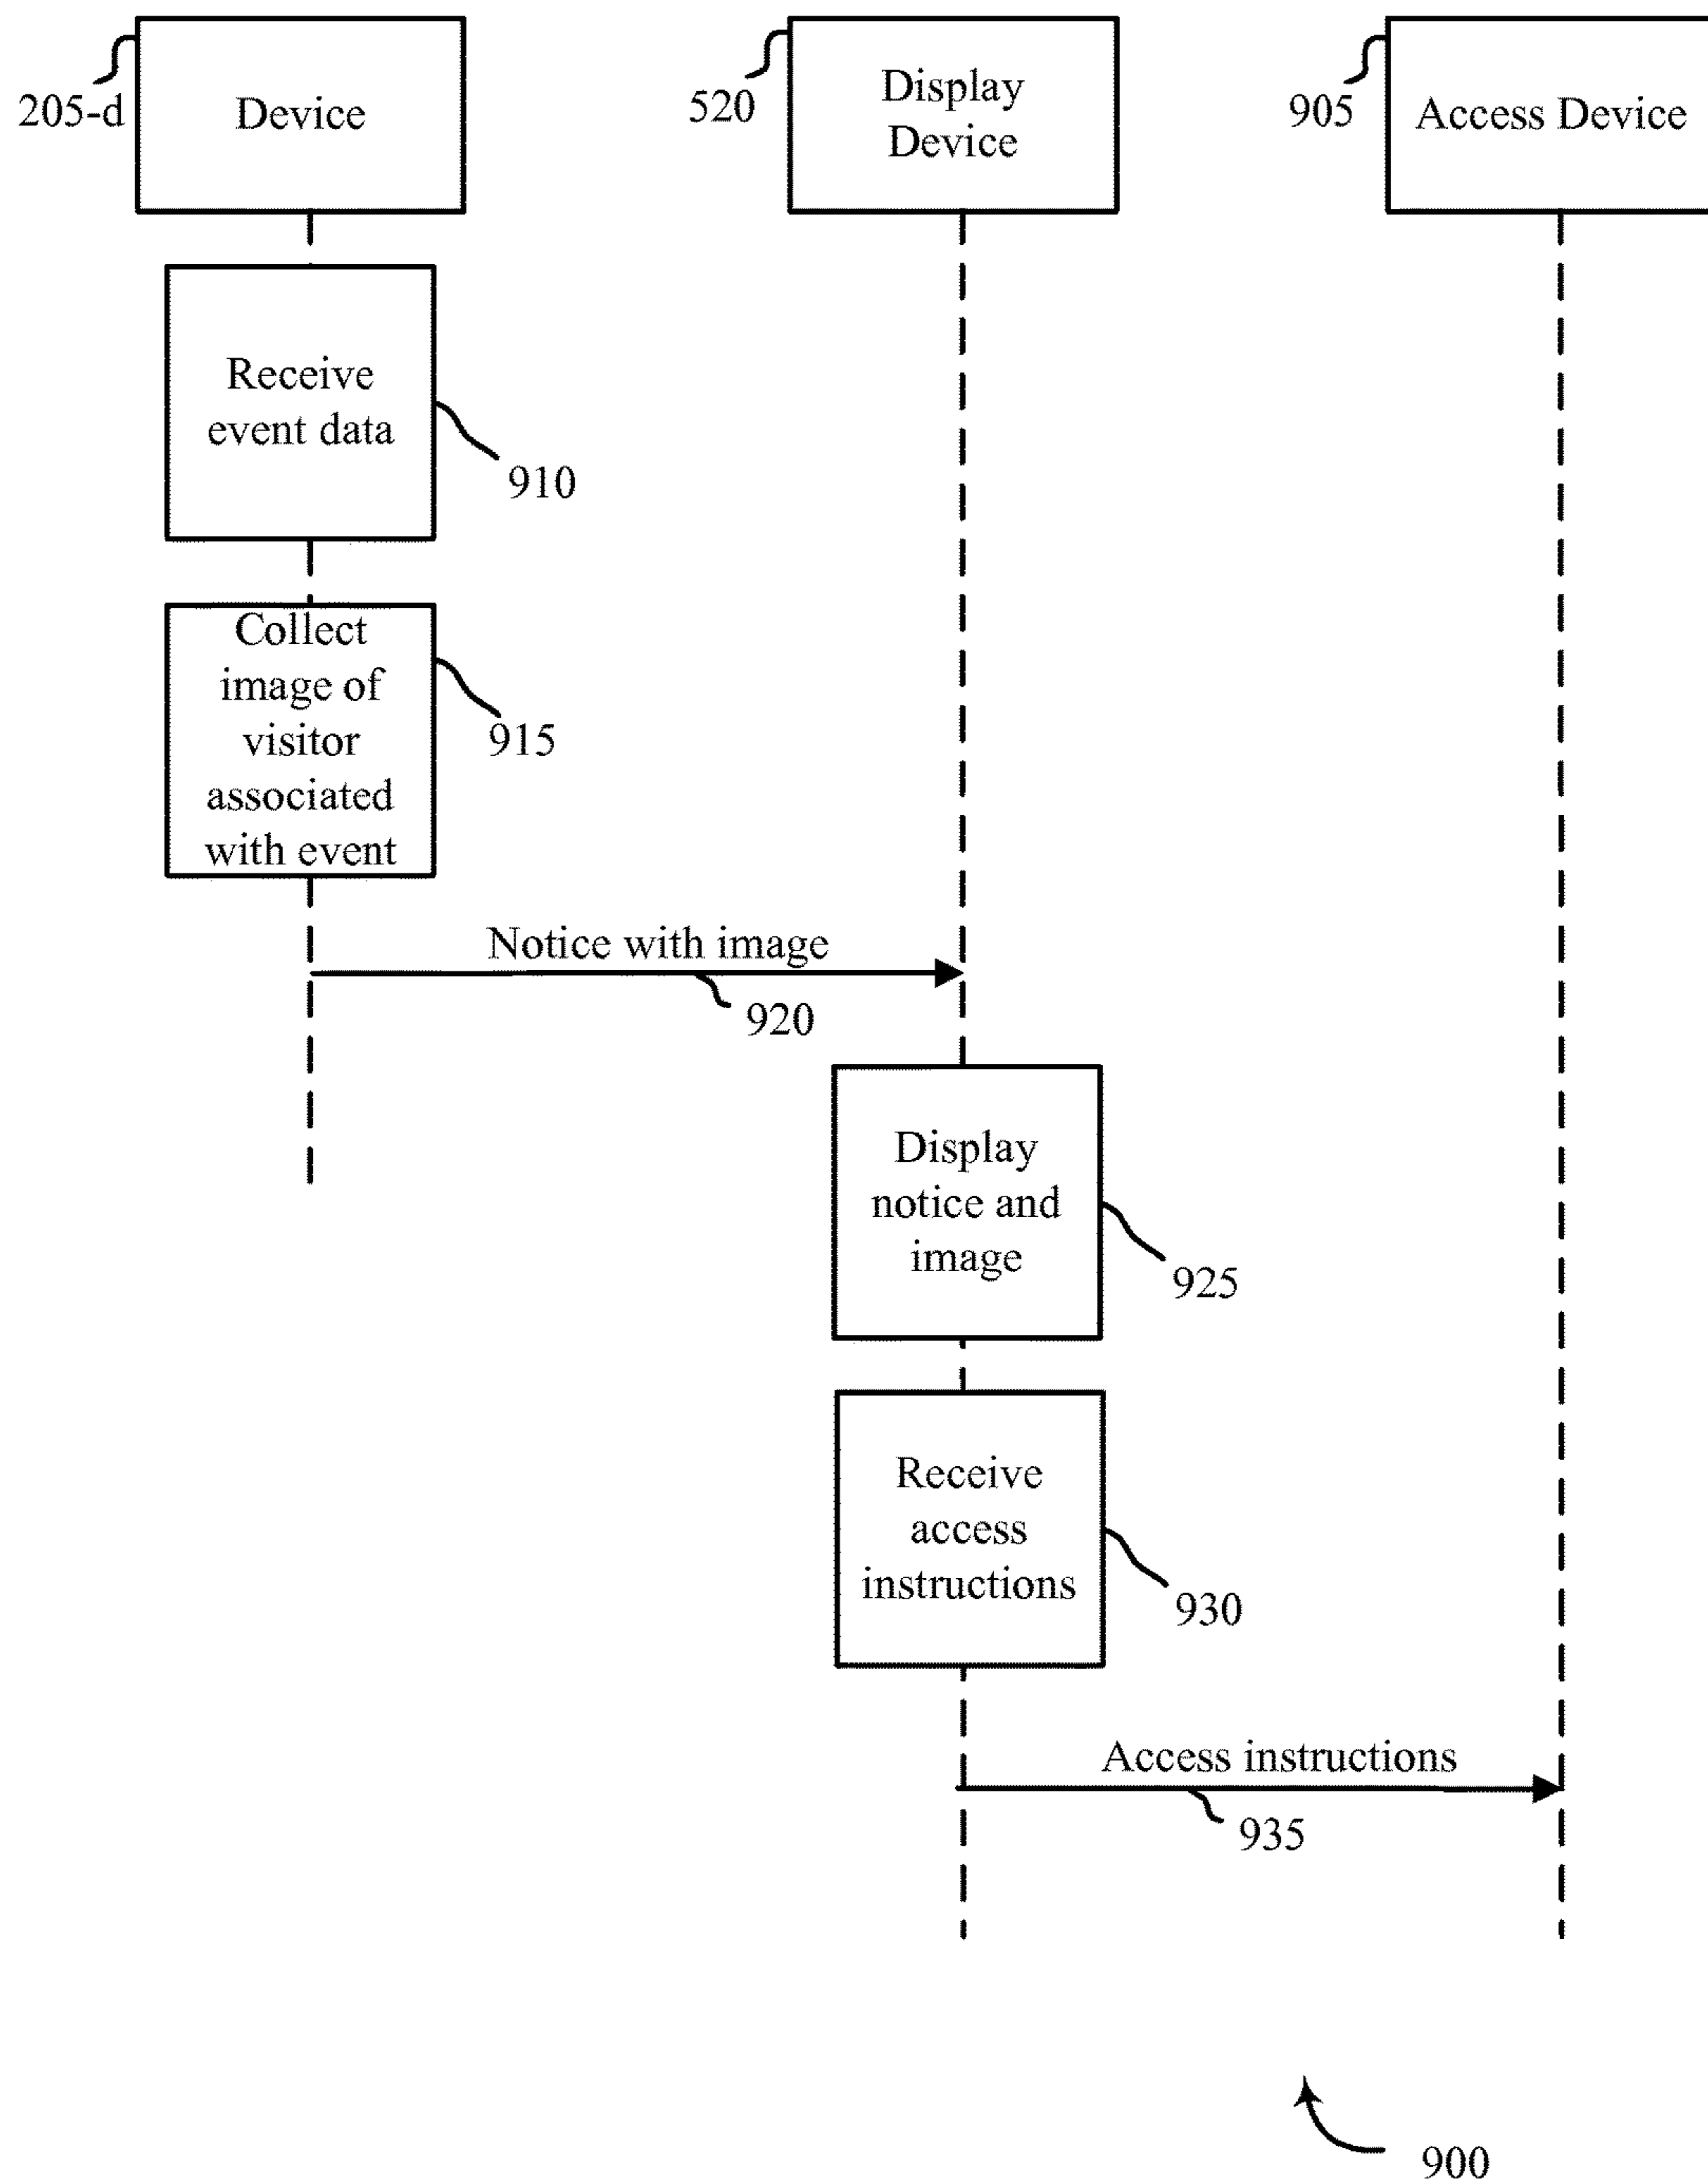 205-d
Device
520
Display
Device
905
Access Device
Receive
event data
910
Collect
image of
visitor
associated
with event
915
Notice with image
920
Display
notice and
image
925
Receive
access
instructions
930
Access instructions
935
900